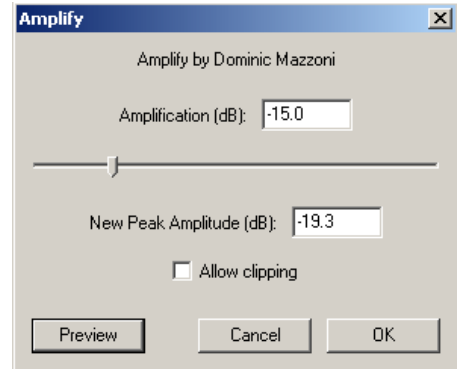 Amplify
Amplify by Dominic Mazzoni
Amplification (dB): -15.0
New Peak Amplitude (dB): -19.3
Allow clipping
Preview Cancel OK